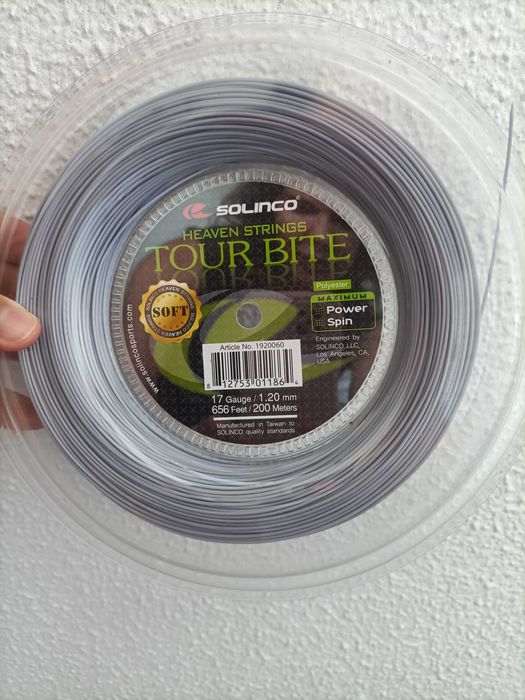 SOLINCO
HEAVEN STRINGS
TOUR BITE
Polyester
MAXIMUM
Power
Spin
HEAVEN STRINGS
SOFT
Engineered by
SOLINCO LLC,
Los Angeles, CA,
USA
www.solincosports.com
Article No. 1920060
8 12753 01186 4
17 Gauge / 1.20 mm
656 Feet / 200 Meters
Manufactured in Taiwan to
SOLINCO quality standards